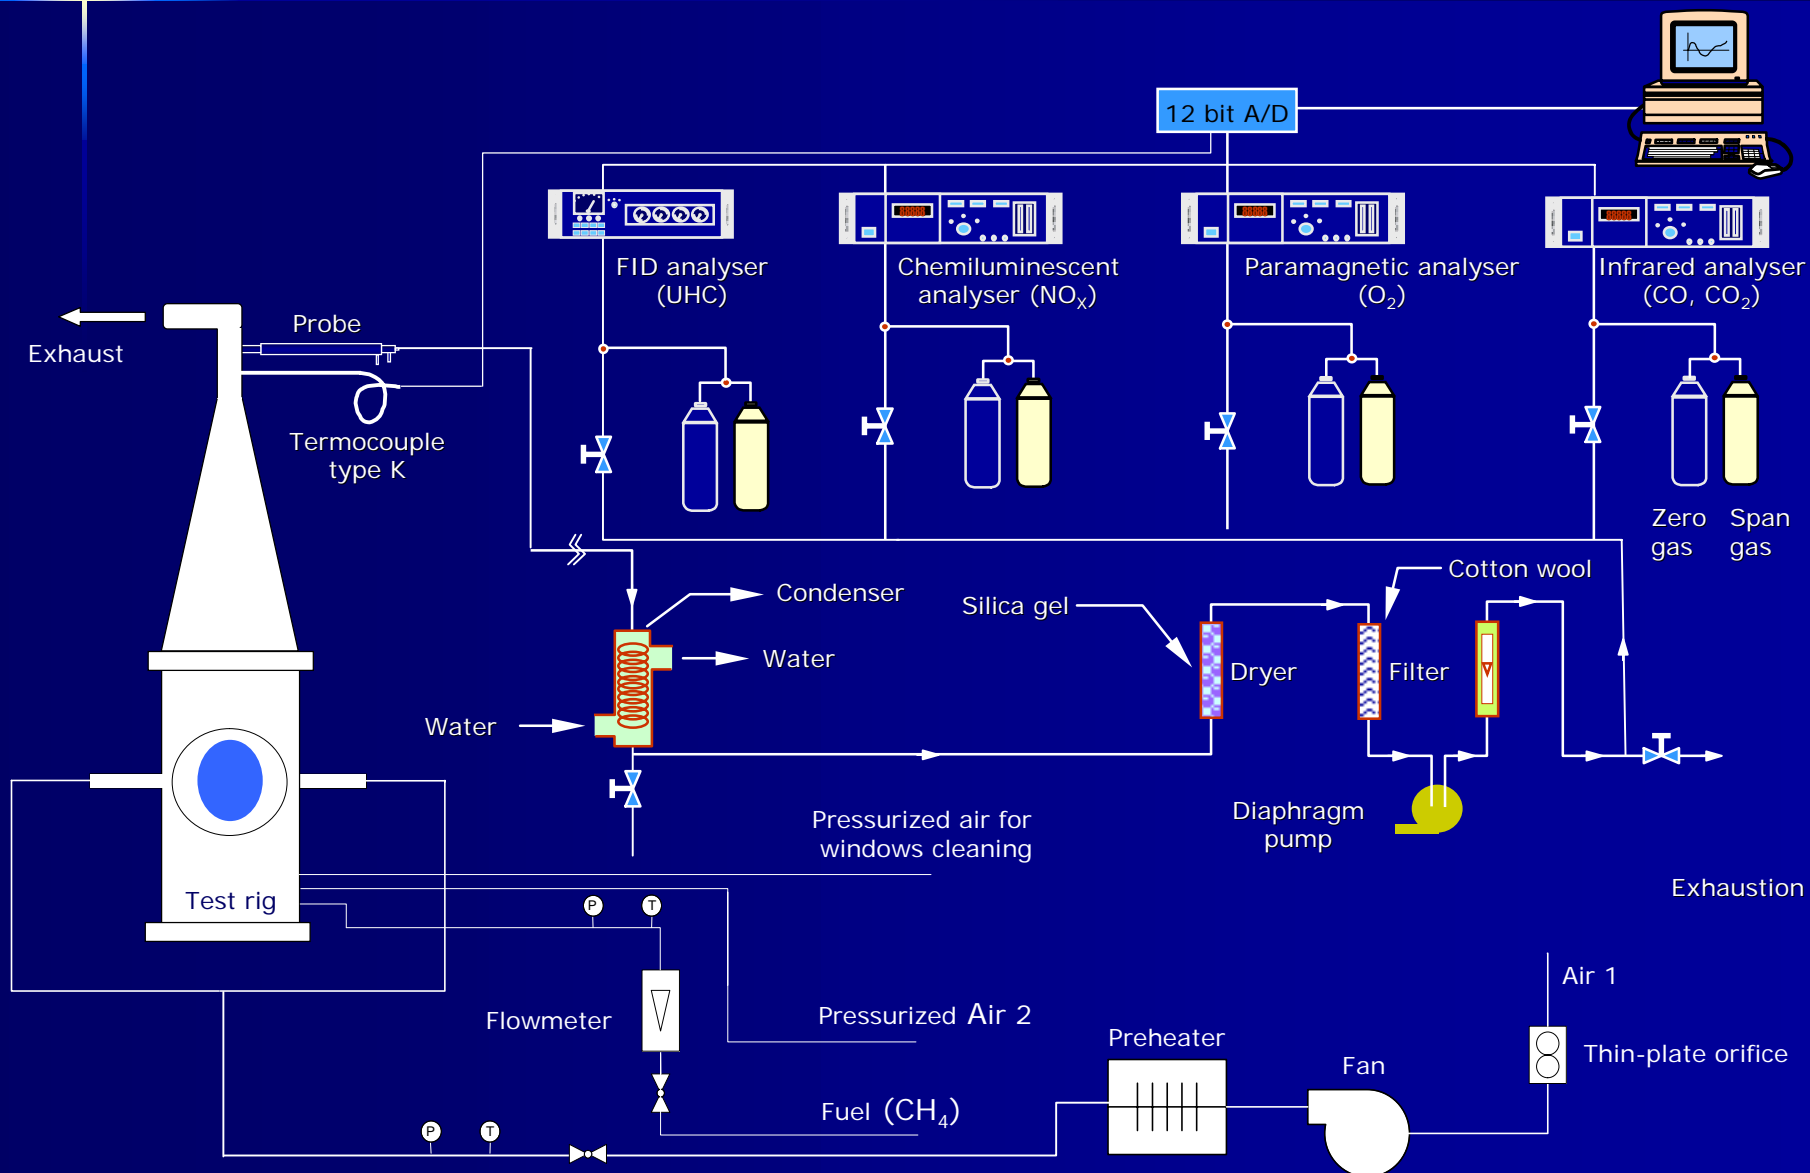 12 bit A/D
FID analyser
(UHC)
Chemiluminescent
analyser (NOX)
Paramagnetic analyser
(O2)
Infrared analyser
(CO, CO2)
Exhaust
Probe
Termocouple
type K
Zero
gas
Span
gas
Condenser
Silica gel
Cotton wool
Water
Dryer
Filter
Water
Pressurized air for
windows cleaning
Diaphragm
pump
Exhaustion
Test rig
P
T
Air 1
Flowmeter
Pressurized Air 2
Preheater
Fan
Thin-plate orifice
Fuel (CH4)
P
T